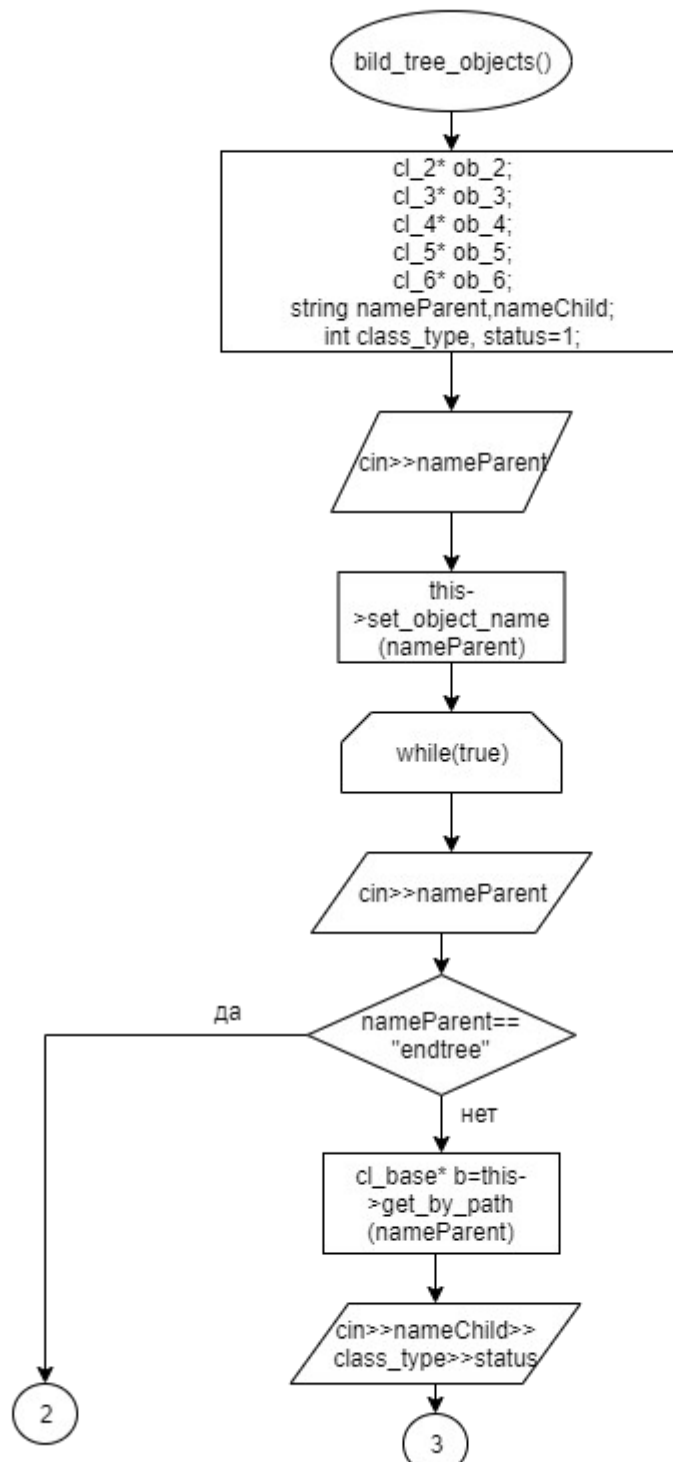 bild_tree_objects()
cl_2* ob_2;
cl_3* ob_3;
cl_4* ob_4;
cl_5* ob_5;
cl_6* ob_6;
string nameParent,nameChild;
int class_type, status=1;
cin>>nameParent
this-
>set_object_name
(nameParent)
while(true)
cin>>nameParent
да
nameParent==
"endtree"
нет
cl_base* b=this-
>get_by_path
(nameParent)
cin>>nameChild>>
class_type>>status
2
3